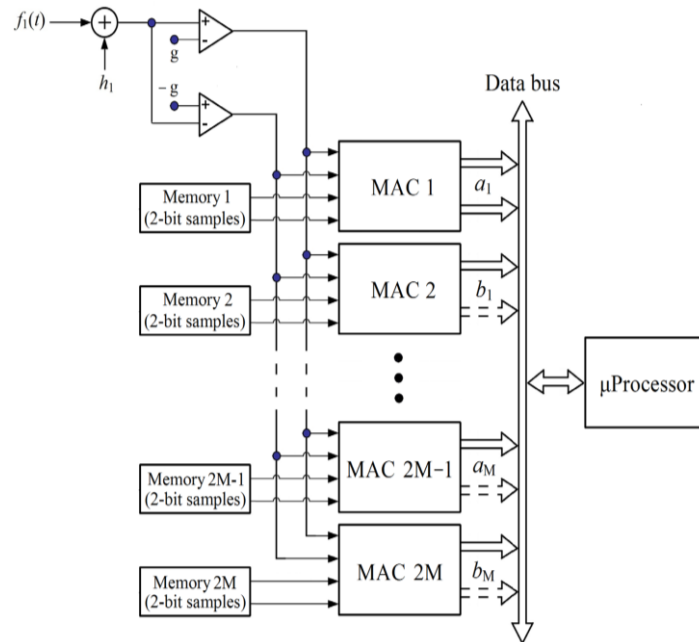 f₁(t)
+
+
-
g
h₁
-g
+
-
Data bus
MAC 1
a₁
Memory 1
(2-bit samples)
MAC 2
b₁
Memory 2
(2-bit samples)
µProcessor
MAC 2M-1
aM
Memory 2M-1
(2-bit samples)
MAC 2M
bM
Memory 2M
(2-bit samples)